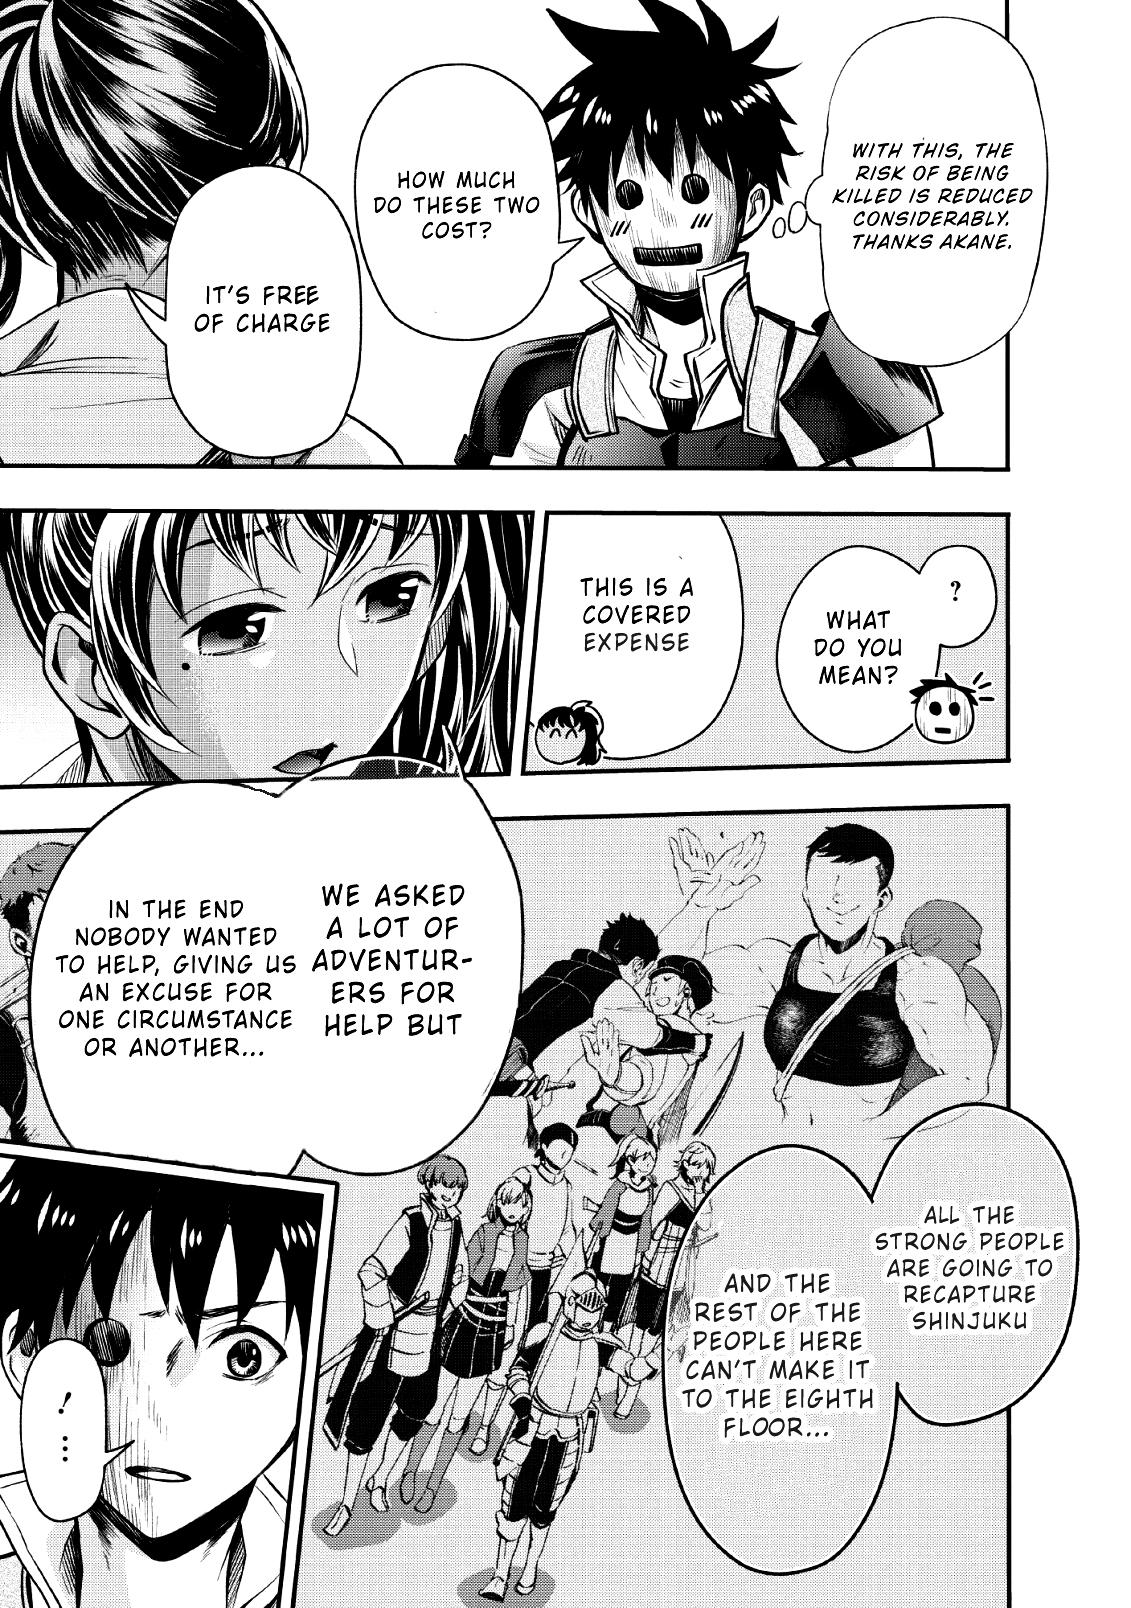 WITH THIS, THE
RISK OF BEING
KILLED IS REDUCED
CONSIDERABLY.
THANKS AKANE.
HOW MUCH
DO THESE TWO
COST?
IT'S FREE
OF CHARGE
?
WHAT
DO YOU
MEAN?
THIS IS A
COVERED
EXPENSE
WE ASKED
A LOT OF
ADVENTUR-
ERS FOR
HELP BUT
IN THE END
NOBODY WANTED
TO HELP, GIVING US
AN EXCUSE FOR
ONE CIRCUMSTANCE
OR ANOTHER...
ALL THE
STRONG PEOPLE
ARE GOING TO
RECAPTURE
SHINJUKU
AND THE
REST OF THE
PEOPLE HERE
CAN'T MAKE IT
TO THE EIGHTH
FLOOR...
!
...